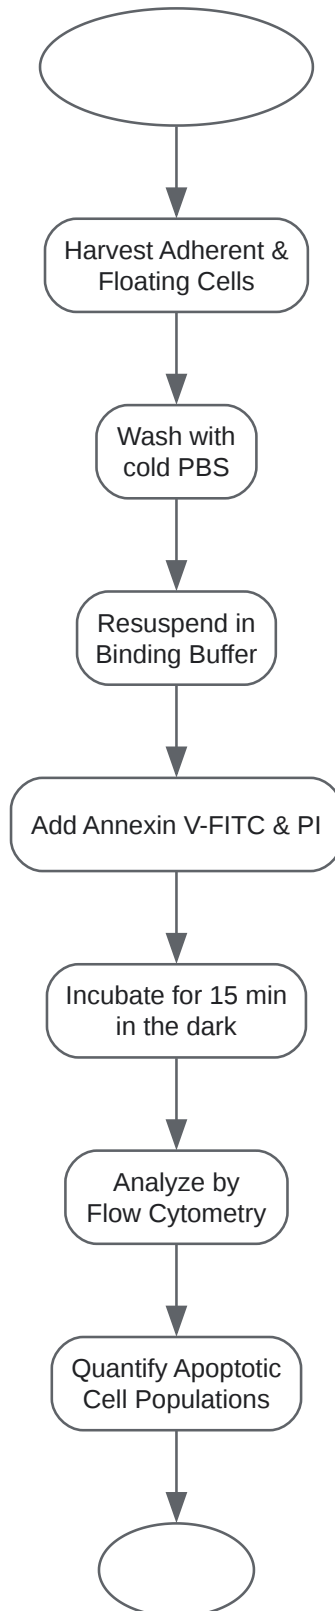 Harvest Adherent &
Floating Cells
Wash with
cold PBS
Resuspend in
Binding Buffer
Add Annexin V-FITC & PI
Incubate for 15 min
in the dark
Analyze by
Flow Cytometry
Quantify Apoptotic
Cell Populations